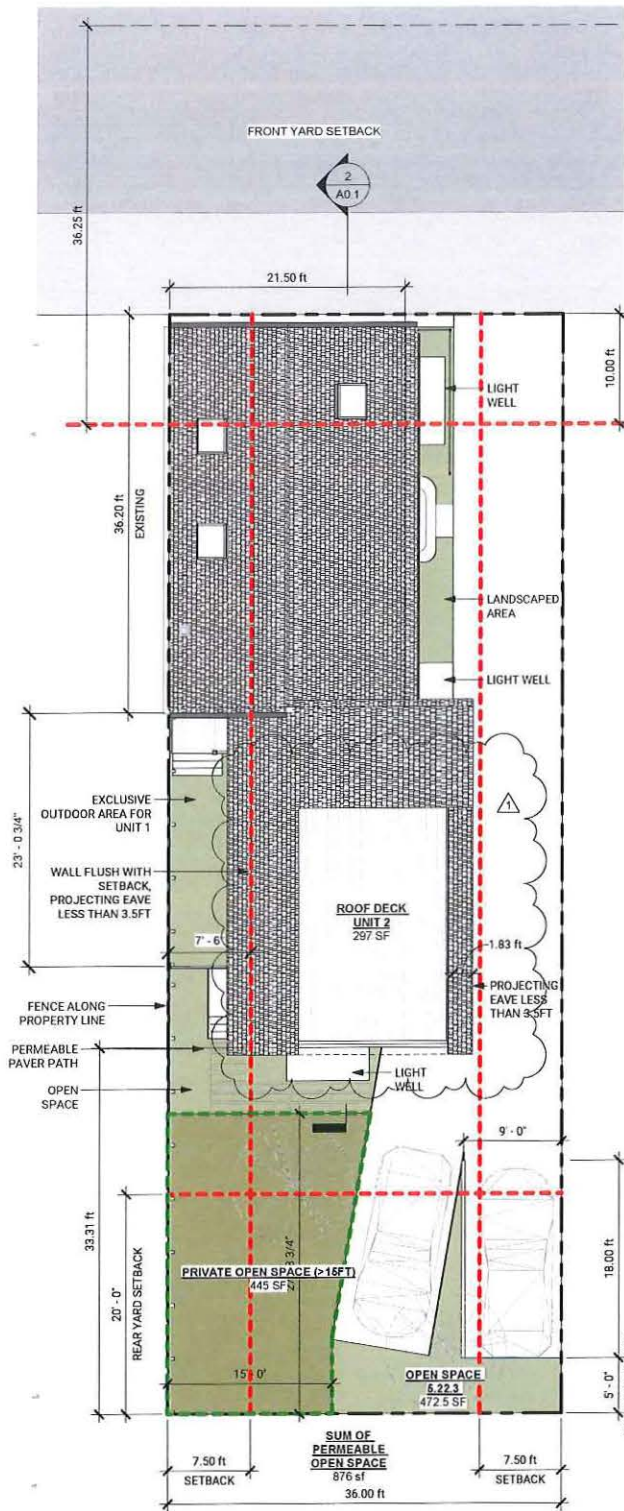 FRONT YARD SETBACK
2
A0.1
36.25 ft
21.50 ft
10.00 ft
LIGHT
WELL
36.20 ft
EXISTING
LANDSCAPED
AREA
LIGHT WELL
EXCLUSIVE
OUTDOOR AREA FOR
UNIT 1
1
23' - 0 3/4"
WALL FLUSH WITH
SETBACK,
PROJECTING EAVE
LESS THAN 3.5FT
ROOF DECK
UNIT 2
297 SF
7' - 6
1.83 ft
PROJECTING
EAVE LESS
THAN 3.5FT
FENCE ALONG
PROPERTY LINE
PERMEABLE
PAVER PATH
OPEN
SPACE
LIGHT
WELL
9' - 0"
33.31 ft
20' - 0"
REAR YARD SETBACK
3/4"
18.00 ft
PRIVATE OPEN SPACE (>15FT)
445 SF
15' - 0"
OPEN SPACE
5.22.3
472.5 SF
5' - 0"
SUM OF
PERMEABLE
OPEN SPACE
876 sf
7.50 ft
SETBACK
7.50 ft
SETBACK
36.00 ft